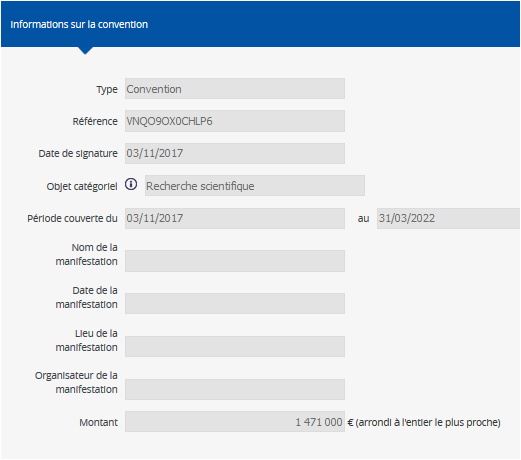 Informations sur la convention
Type Convention
Référence VNQO9OX0CHLP6
Date de signature 03/11/2017
Objet catégoriel Recherche scientifique
Période couverte du 03/11/2017 au 31/03/2022
Nom de la
manifestation
Date de la
manifestation
Lieu de la
manifestation
Organisateur de la
manifestation
Montant 1 471 000 € (arrondi à l'entier le plus proche)